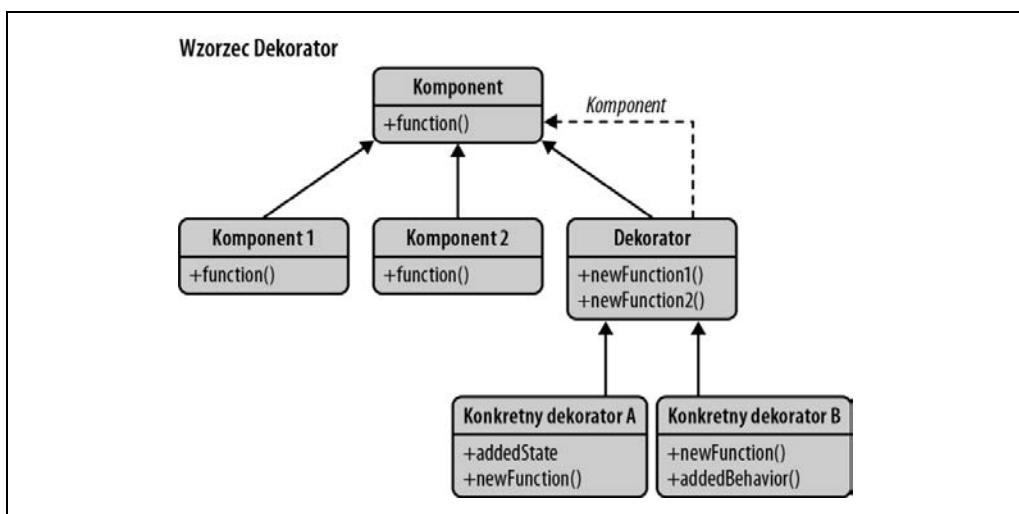 Wzorzec Dekorator
Komponent
+function()
Komponent
Komponent 1
+function()
Komponent 2
+function()
Dekorator
+newFunction1()
+newFunction2()
Konkretny dekorator A
+addedState
+newFunction()
Konkretny dekorator B
+newFunction()
+addedBehavior()